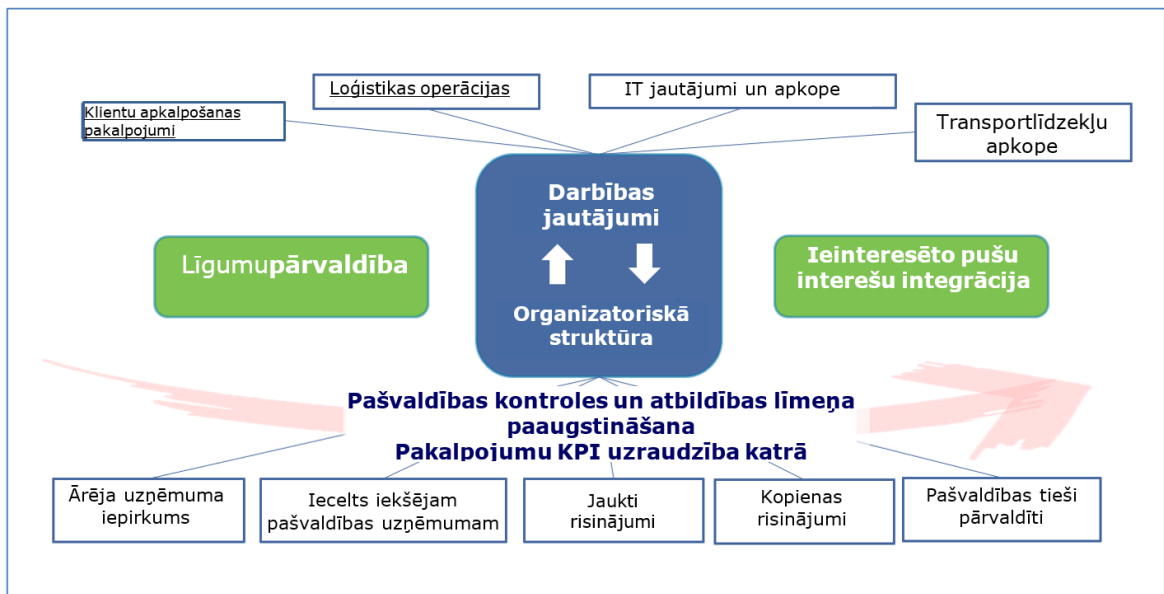 Loģistikas operācijas
IT jautājumi un apkope
Klientu apkalpošanas
pakalpojumi
Transportlīdzekļu
apkope
Darbības
jautājumi
Līgumupārvaldība
Ieinteresēto pušu
interešu integrācija
Organizatoriskā
struktūra
Pašvaldības kontroles un atbildības līmeņa
paaugstināšana
Pakalpojumu KPI uzraudzība katrā
Ārēja uzņēmuma
iepirkums
Iecelts iekšējam
pašvaldības uzņēmumam
Jaukti
risinājumi
Kopienas
risinājumi
Pašvaldības tieši
pārvaldīti